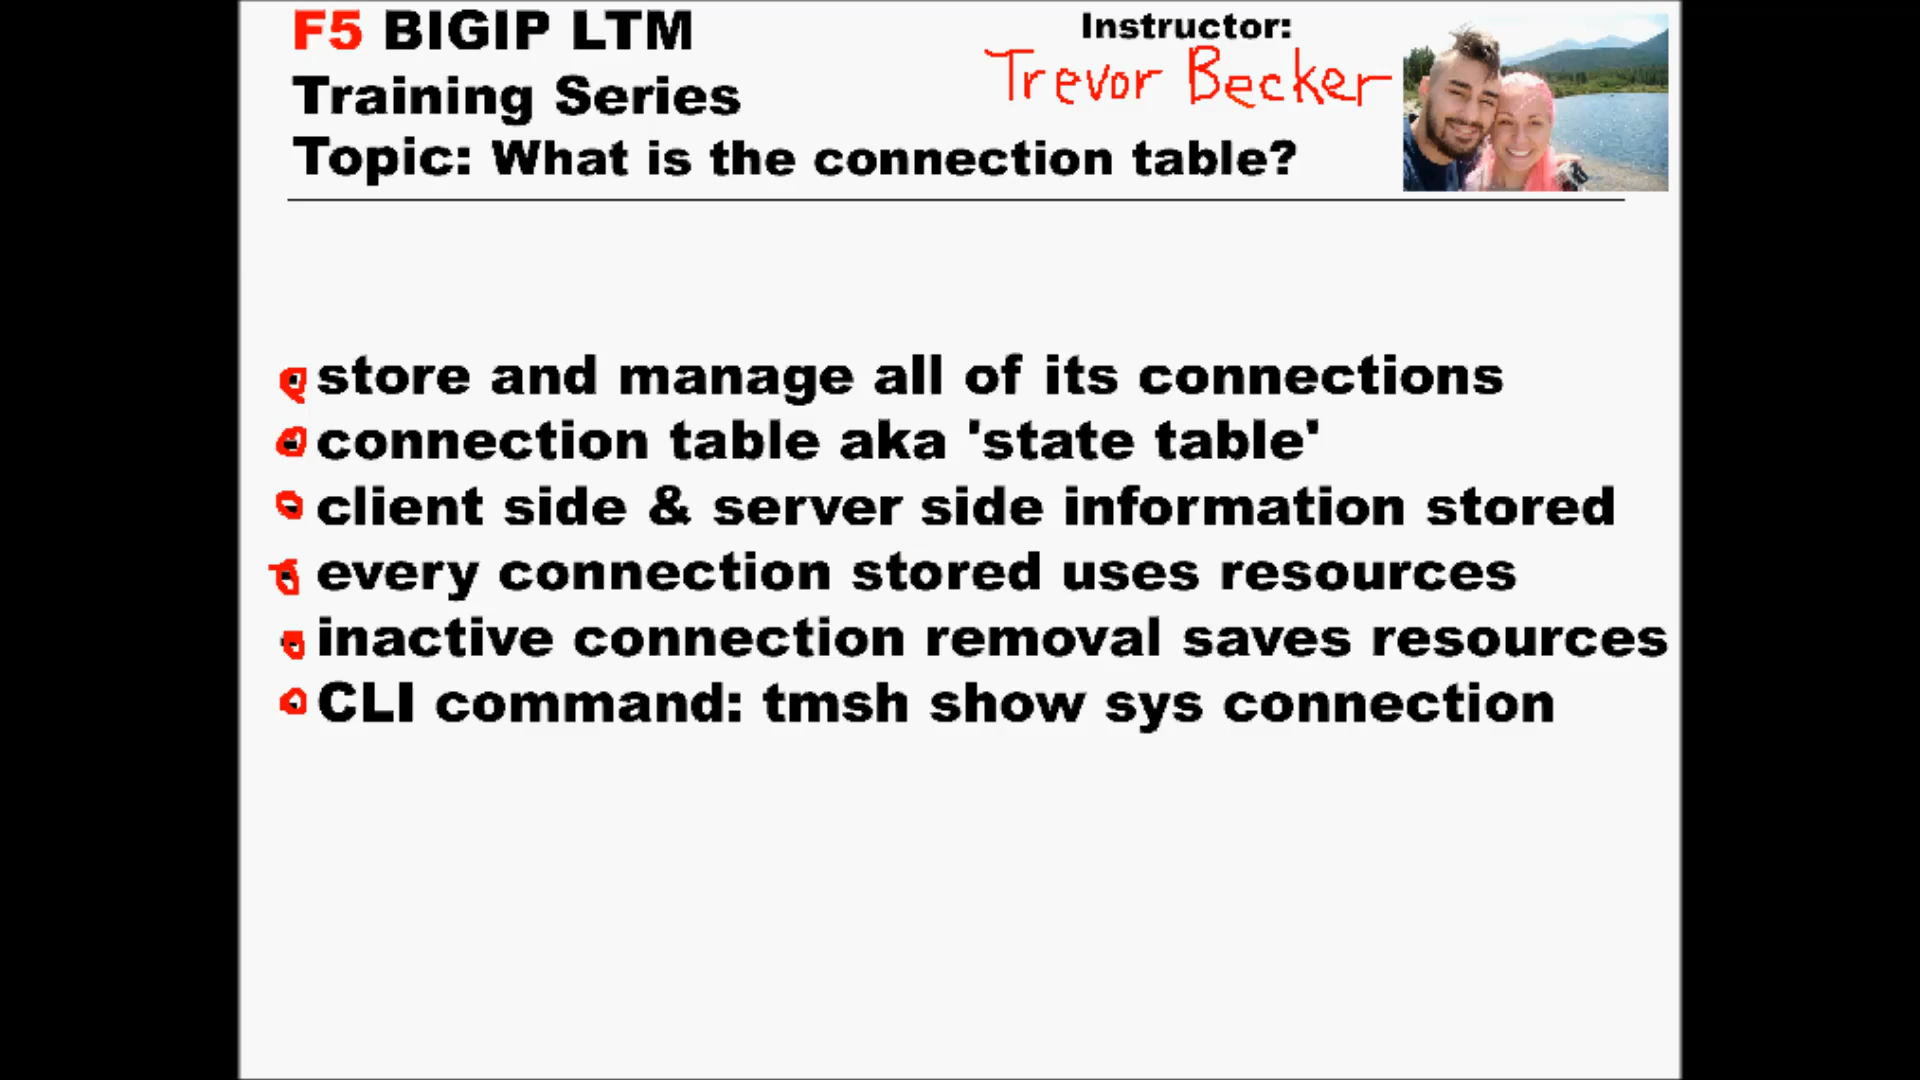 F5 BIGIP LTM
Training Series
Topic: What is the connection table?
Instructor:
Trevor Becker
store and manage all of its connections
connection table aka 'state table'
client side & server side information stored
every connection stored uses resources
inactive connection removal saves resources
CLI command: tmsh show sys connection